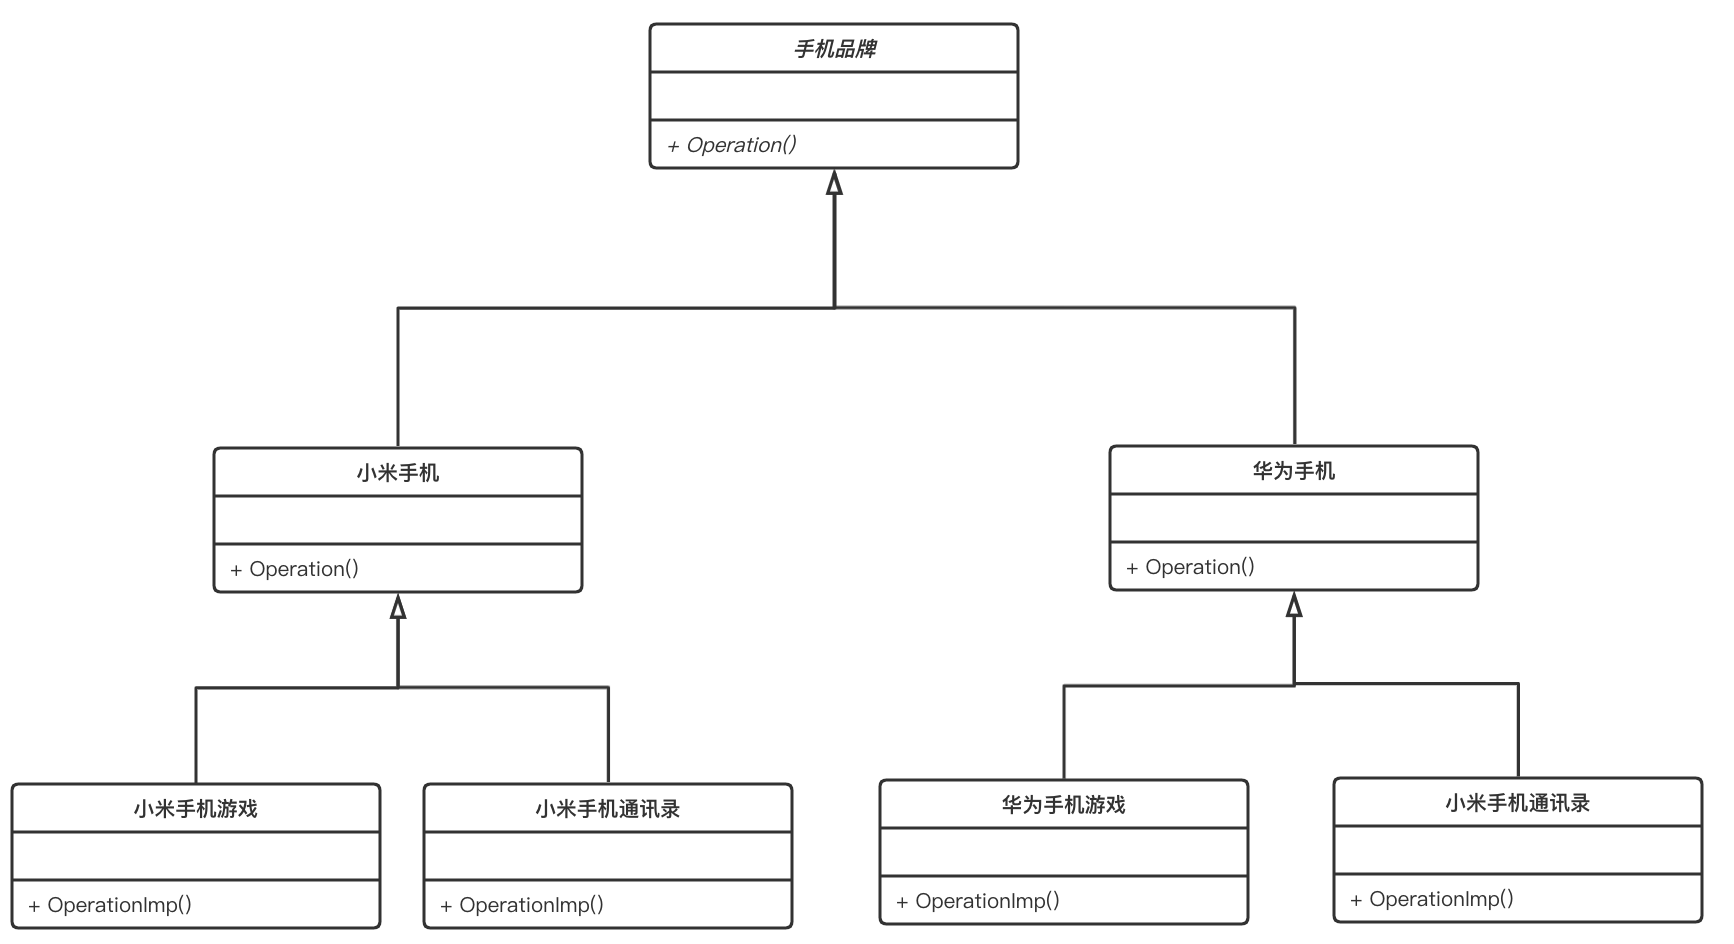 手机品牌
+ Operation()
小米手机
+ Operation()
华为手机
+ Operation()
小米手机游戏
+ OperationImp()
小米手机通讯录
+ OperationImp()
华为手机游戏
+ OperationImp()
小米手机通讯录
+ OperationImp()